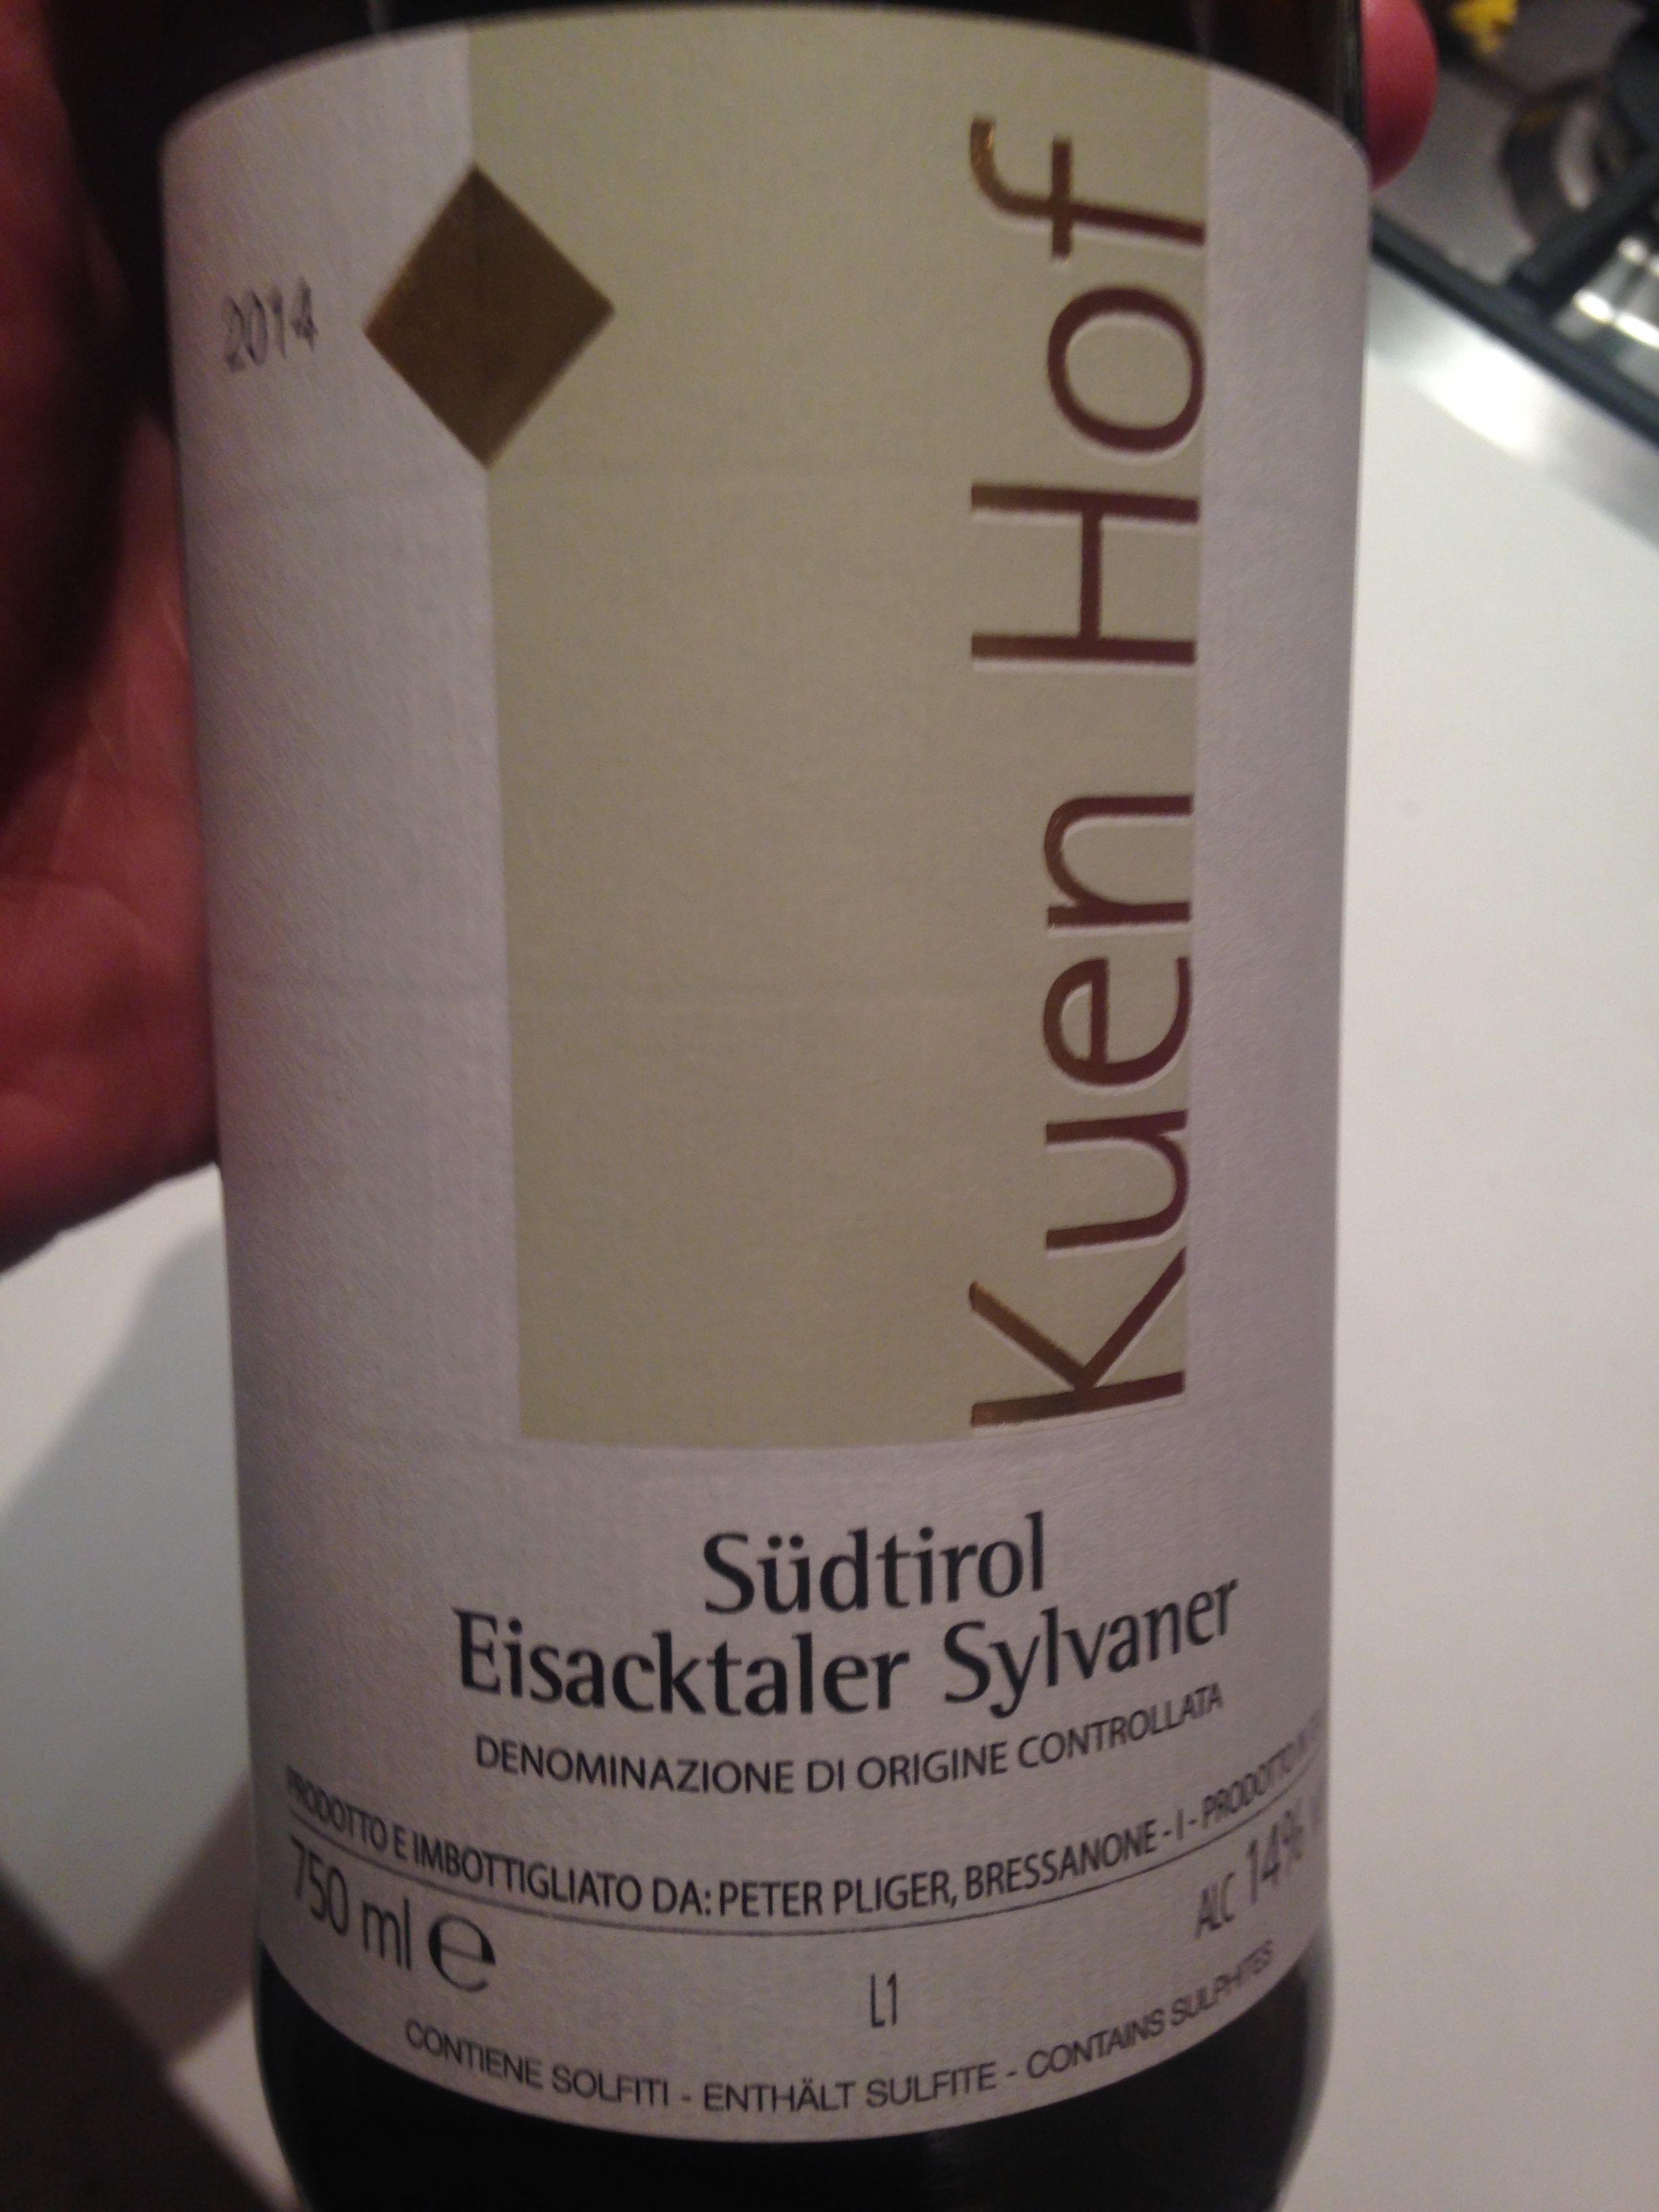 2014
Kuen Hof
Südtirol
Eisacktaler Sylvaner
DENOMINAZIONE DI ORIGINE CONTROLLATA
PRODOTTO E IMBOTTIGLIATO DA: PETER PLIGER, BRESSANONE - I - PRODOTTO IN
750 ml e
ALC 14%
L1
CONTIENE SOLFITI - ENTHÄLT SULFITE - CONTAINS SULPHITES